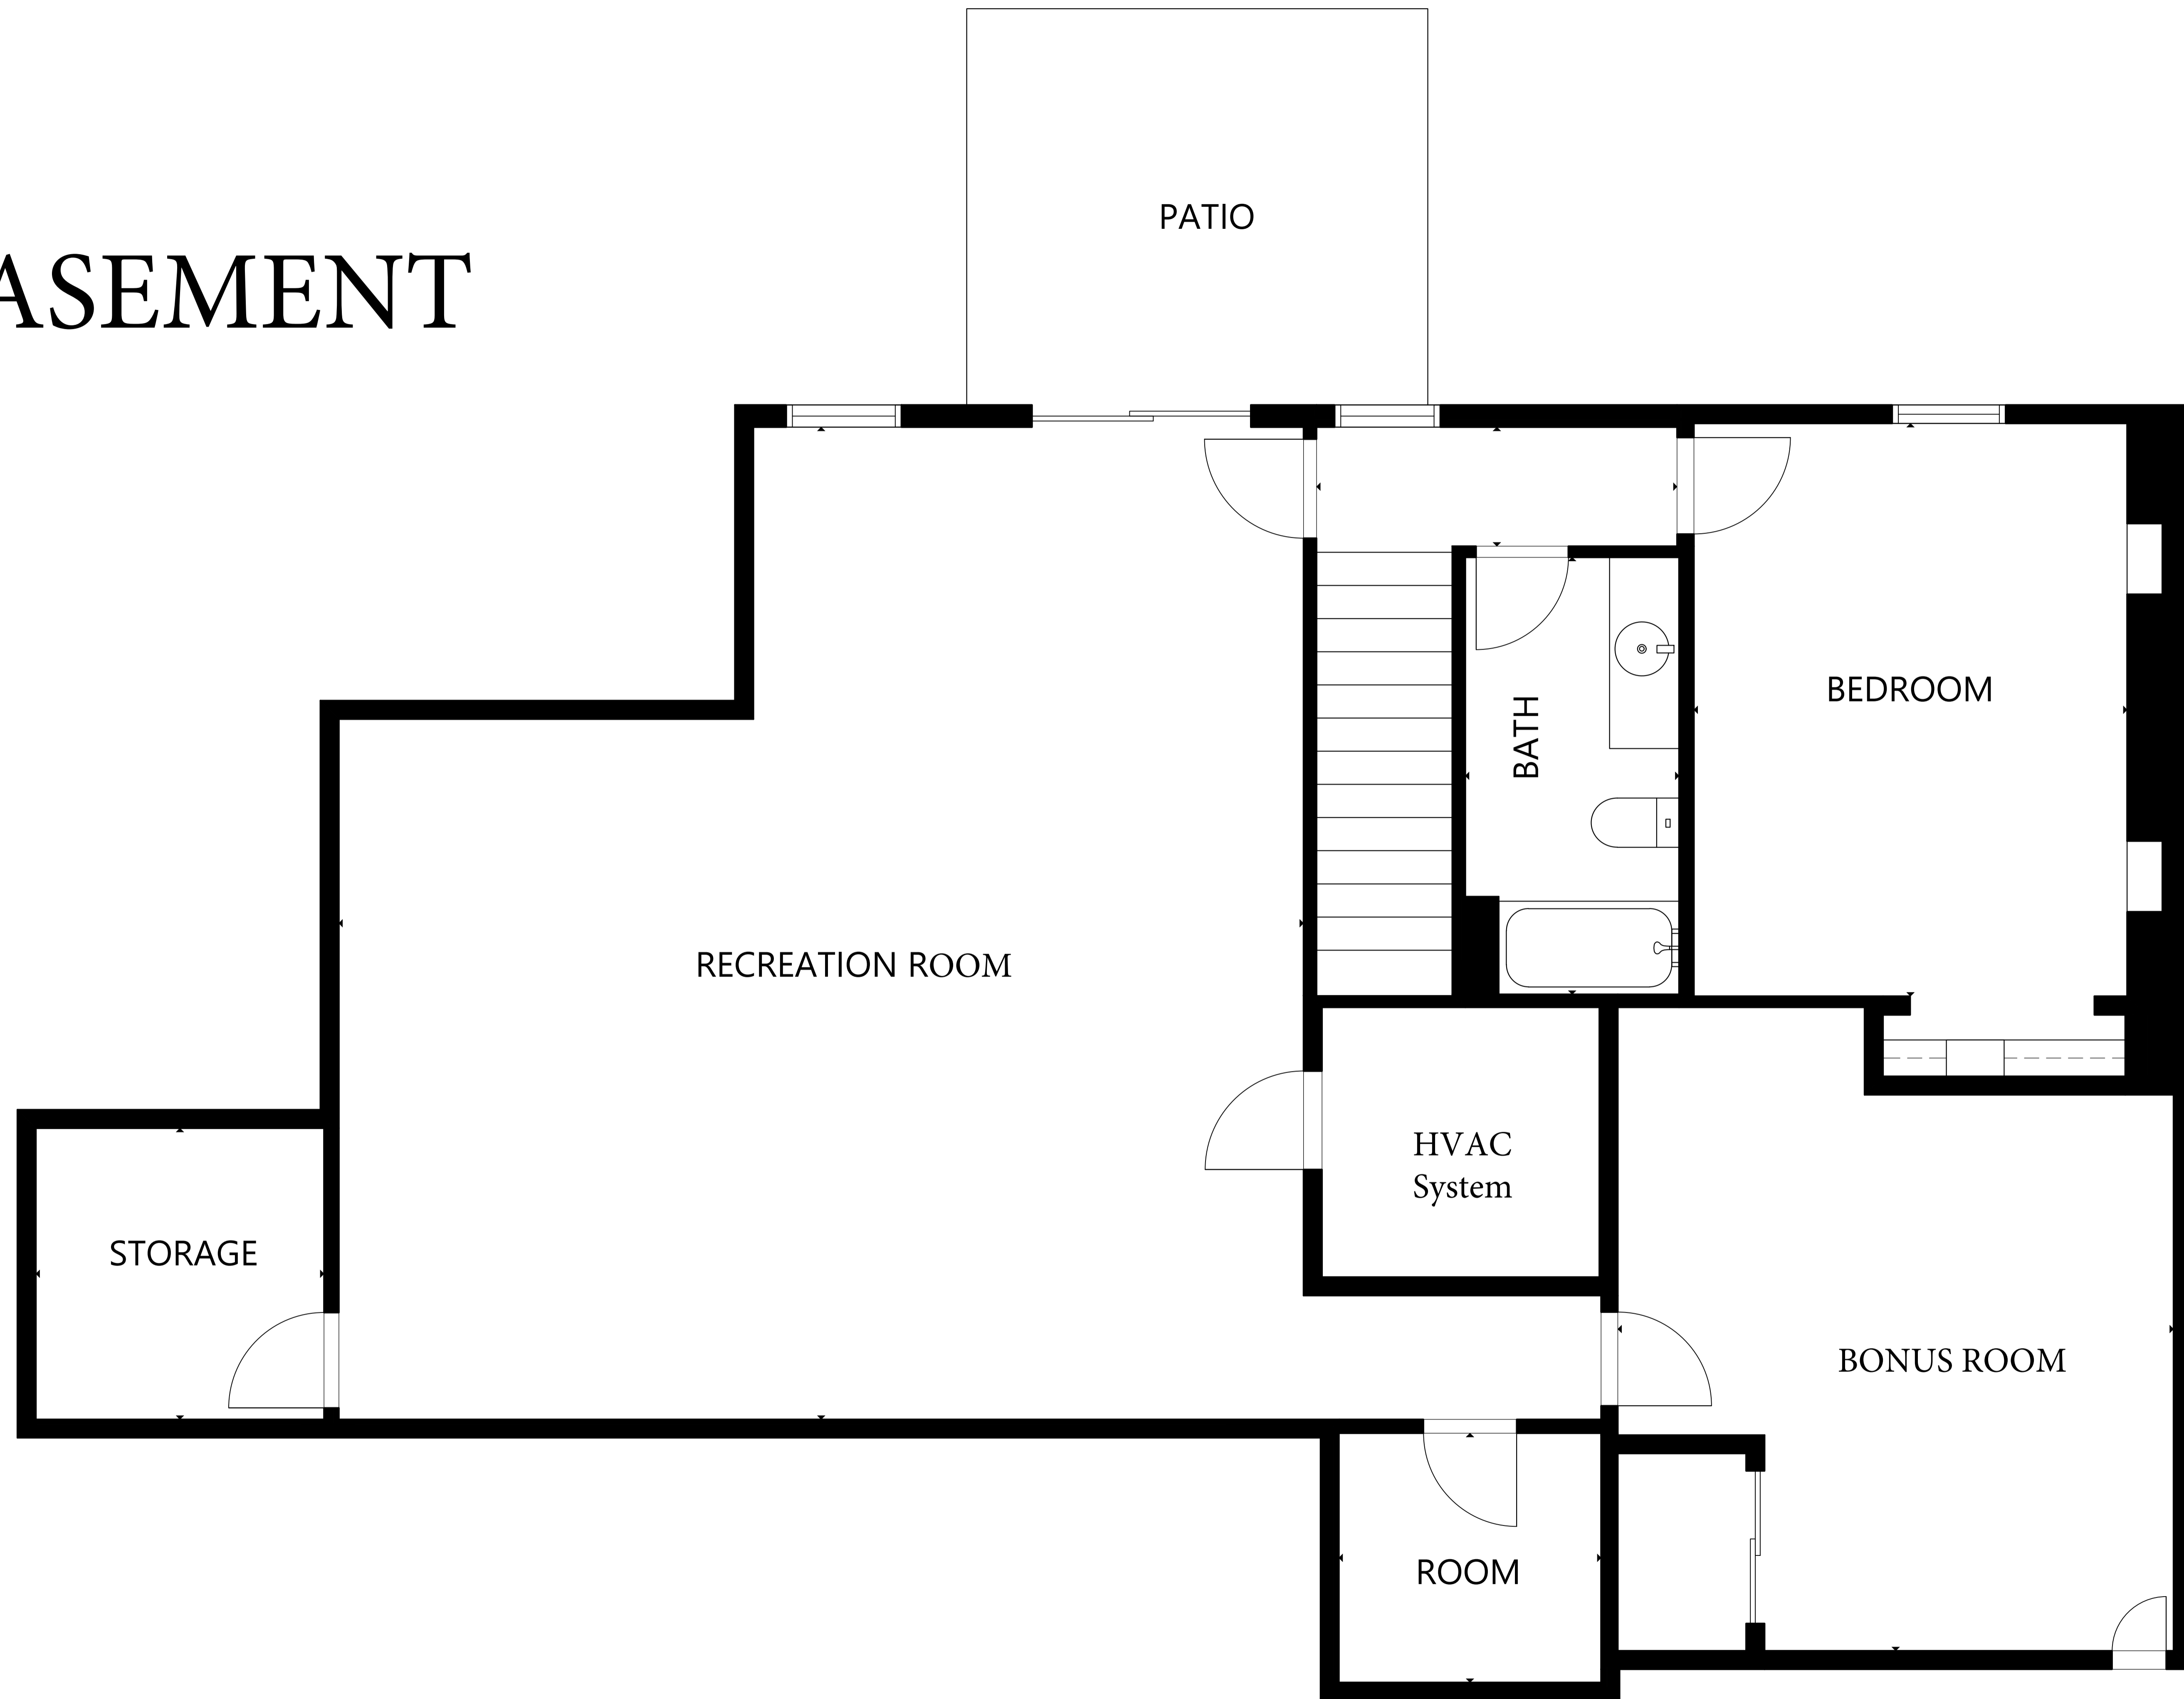 ASEMENT
PATIO
BEDROOM
BATH
RECREATION ROOM
HVAC
System
STORAGE
BONUS ROOM
ROOM